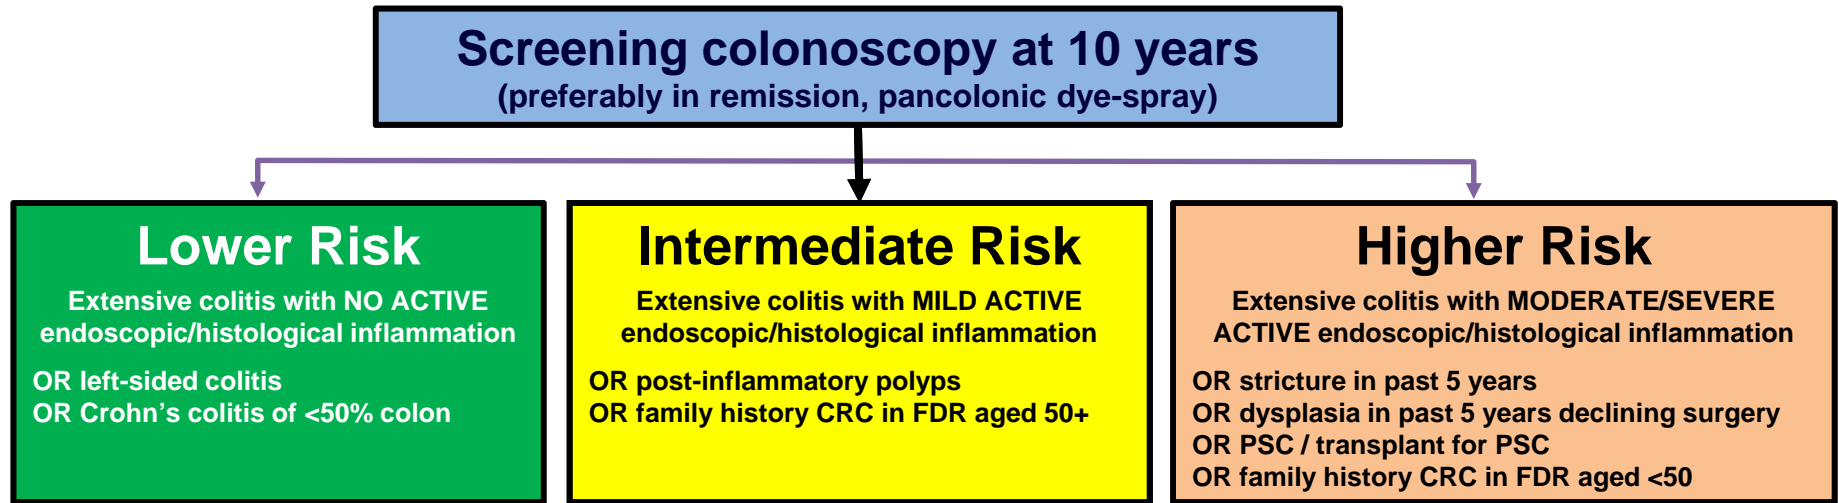 Screening colonoscopy at 10 years
(preferably in remission, pancolonic dye-spray)
Lower Risk
Extensive colitis with NO ACTIVE
endoscopic/histological inflammation
OR left-sided colitis
OR Crohn's colitis of <50% colon
Intermediate Risk
Extensive colitis with MILD ACTIVE
endoscopic/histological inflammation
OR post-inflammatory polyps
OR family history CRC in FDR aged 50+
Higher Risk
Extensive colitis with MODERATE/SEVERE
ACTIVE endoscopic/histological inflammation
OR stricture in past 5 years
OR dysplasia in past 5 years declining surgery
OR PSC / transplant for PSC
OR family history CRC in FDR aged <50